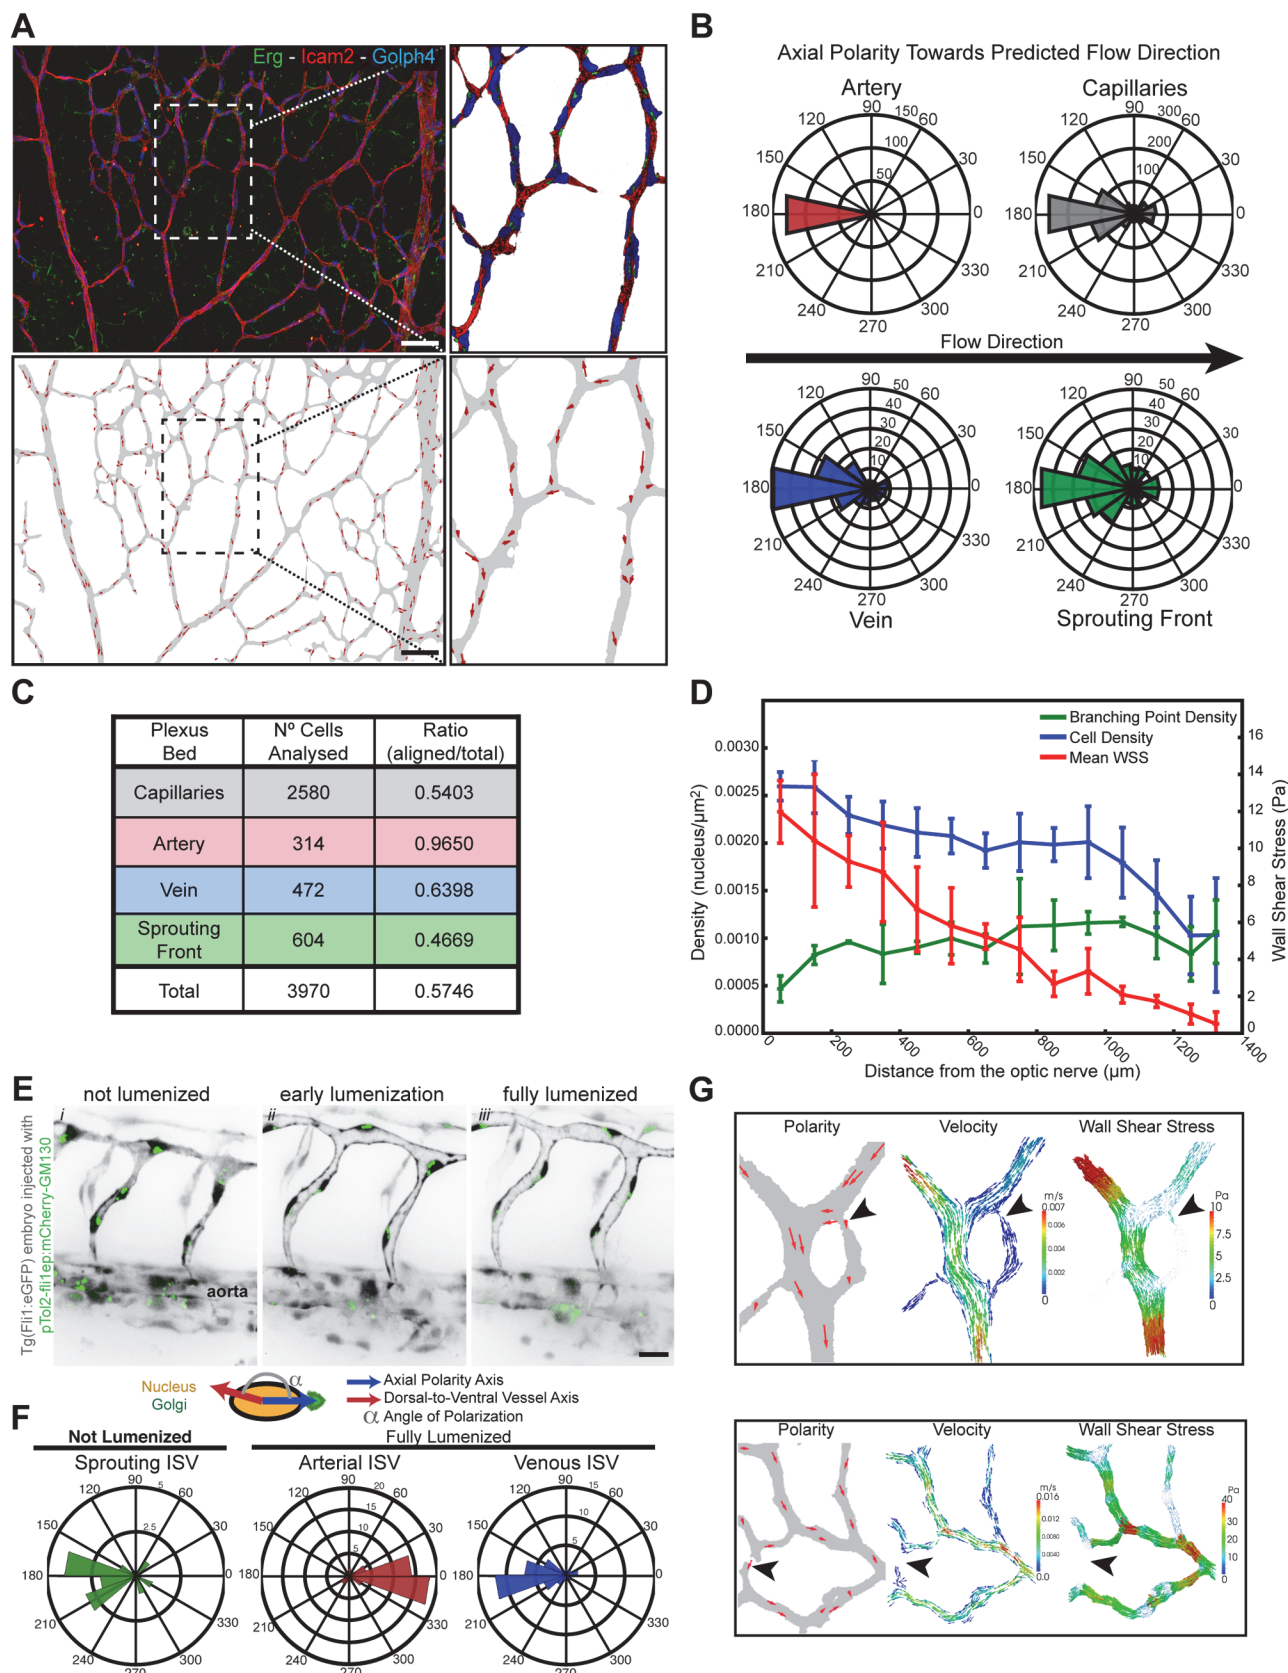 A
Erg - Icam2 - Golph4
B
Axial Polarity Towards Predicted Flow Direction
Artery
90
150
120
60
100
150
30
50
180
0
210
330
240
300
270
Capillaries
90
300
120
60
200
150
30
100
180
0
210
330
240
300
270
Flow Direction
90
50
120
60
40
30
150
30
20
10
180
0
210
330
240
300
270
Vein
90
50
120
60
40
30
150
30
20
10
180
0
210
330
240
300
270
Sprouting Front
C
Plexus Bed
Nº Cells Analysed
Ratio (aligned/total)
Capillaries 2580 0.5403
Artery 314 0.9650
Vein 472 0.6398
Sprouting Front 604 0.4669
Total 3970 0.5746
D
Branching Point Density
Cell Density
Mean WSS
Density (nucleus/µm²)
0.0030
0.0025
0.0020
0.0015
0.0010
0.0005
0.0000
Wall Shear Stress (Pa)
16
14
12
10
8
6
4
2
0
0 200 400 600 800 1000 1200 1400
Distance from the optic nerve (µm)
E
not lumenized
early lumenization
fully lumenized
i
ii
iii
Tg(Fli1:eGFP) embryo injected with
pTol2-fli1ep:mCherry-GM130
aorta
Nucleus
Golgi
α
Axial Polarity Axis
Dorsal-to-Ventral Vessel Axis
α Angle of Polarization
F
Not Lumenized
Fully Lumenized
Sprouting ISV
90
5
120
60
150
2.5
30
180
0
210
330
240
300
270
Arterial ISV
90
20
120
60
15
150
10
30
5
180
0
210
330
240
300
270
Venous ISV
90
10
120
60
150
30
5
180
0
210
330
240
300
270
G
Polarity
Velocity
Wall Shear Stress
m/s
0.007
0.006
0.004
0.002
0
Pa
10
7.5
5
2.5
0
Polarity
Velocity
Wall Shear Stress
m/s
0.016
0.0120
0.0080
0.0040
0.0
Pa
40
30
20
10
0